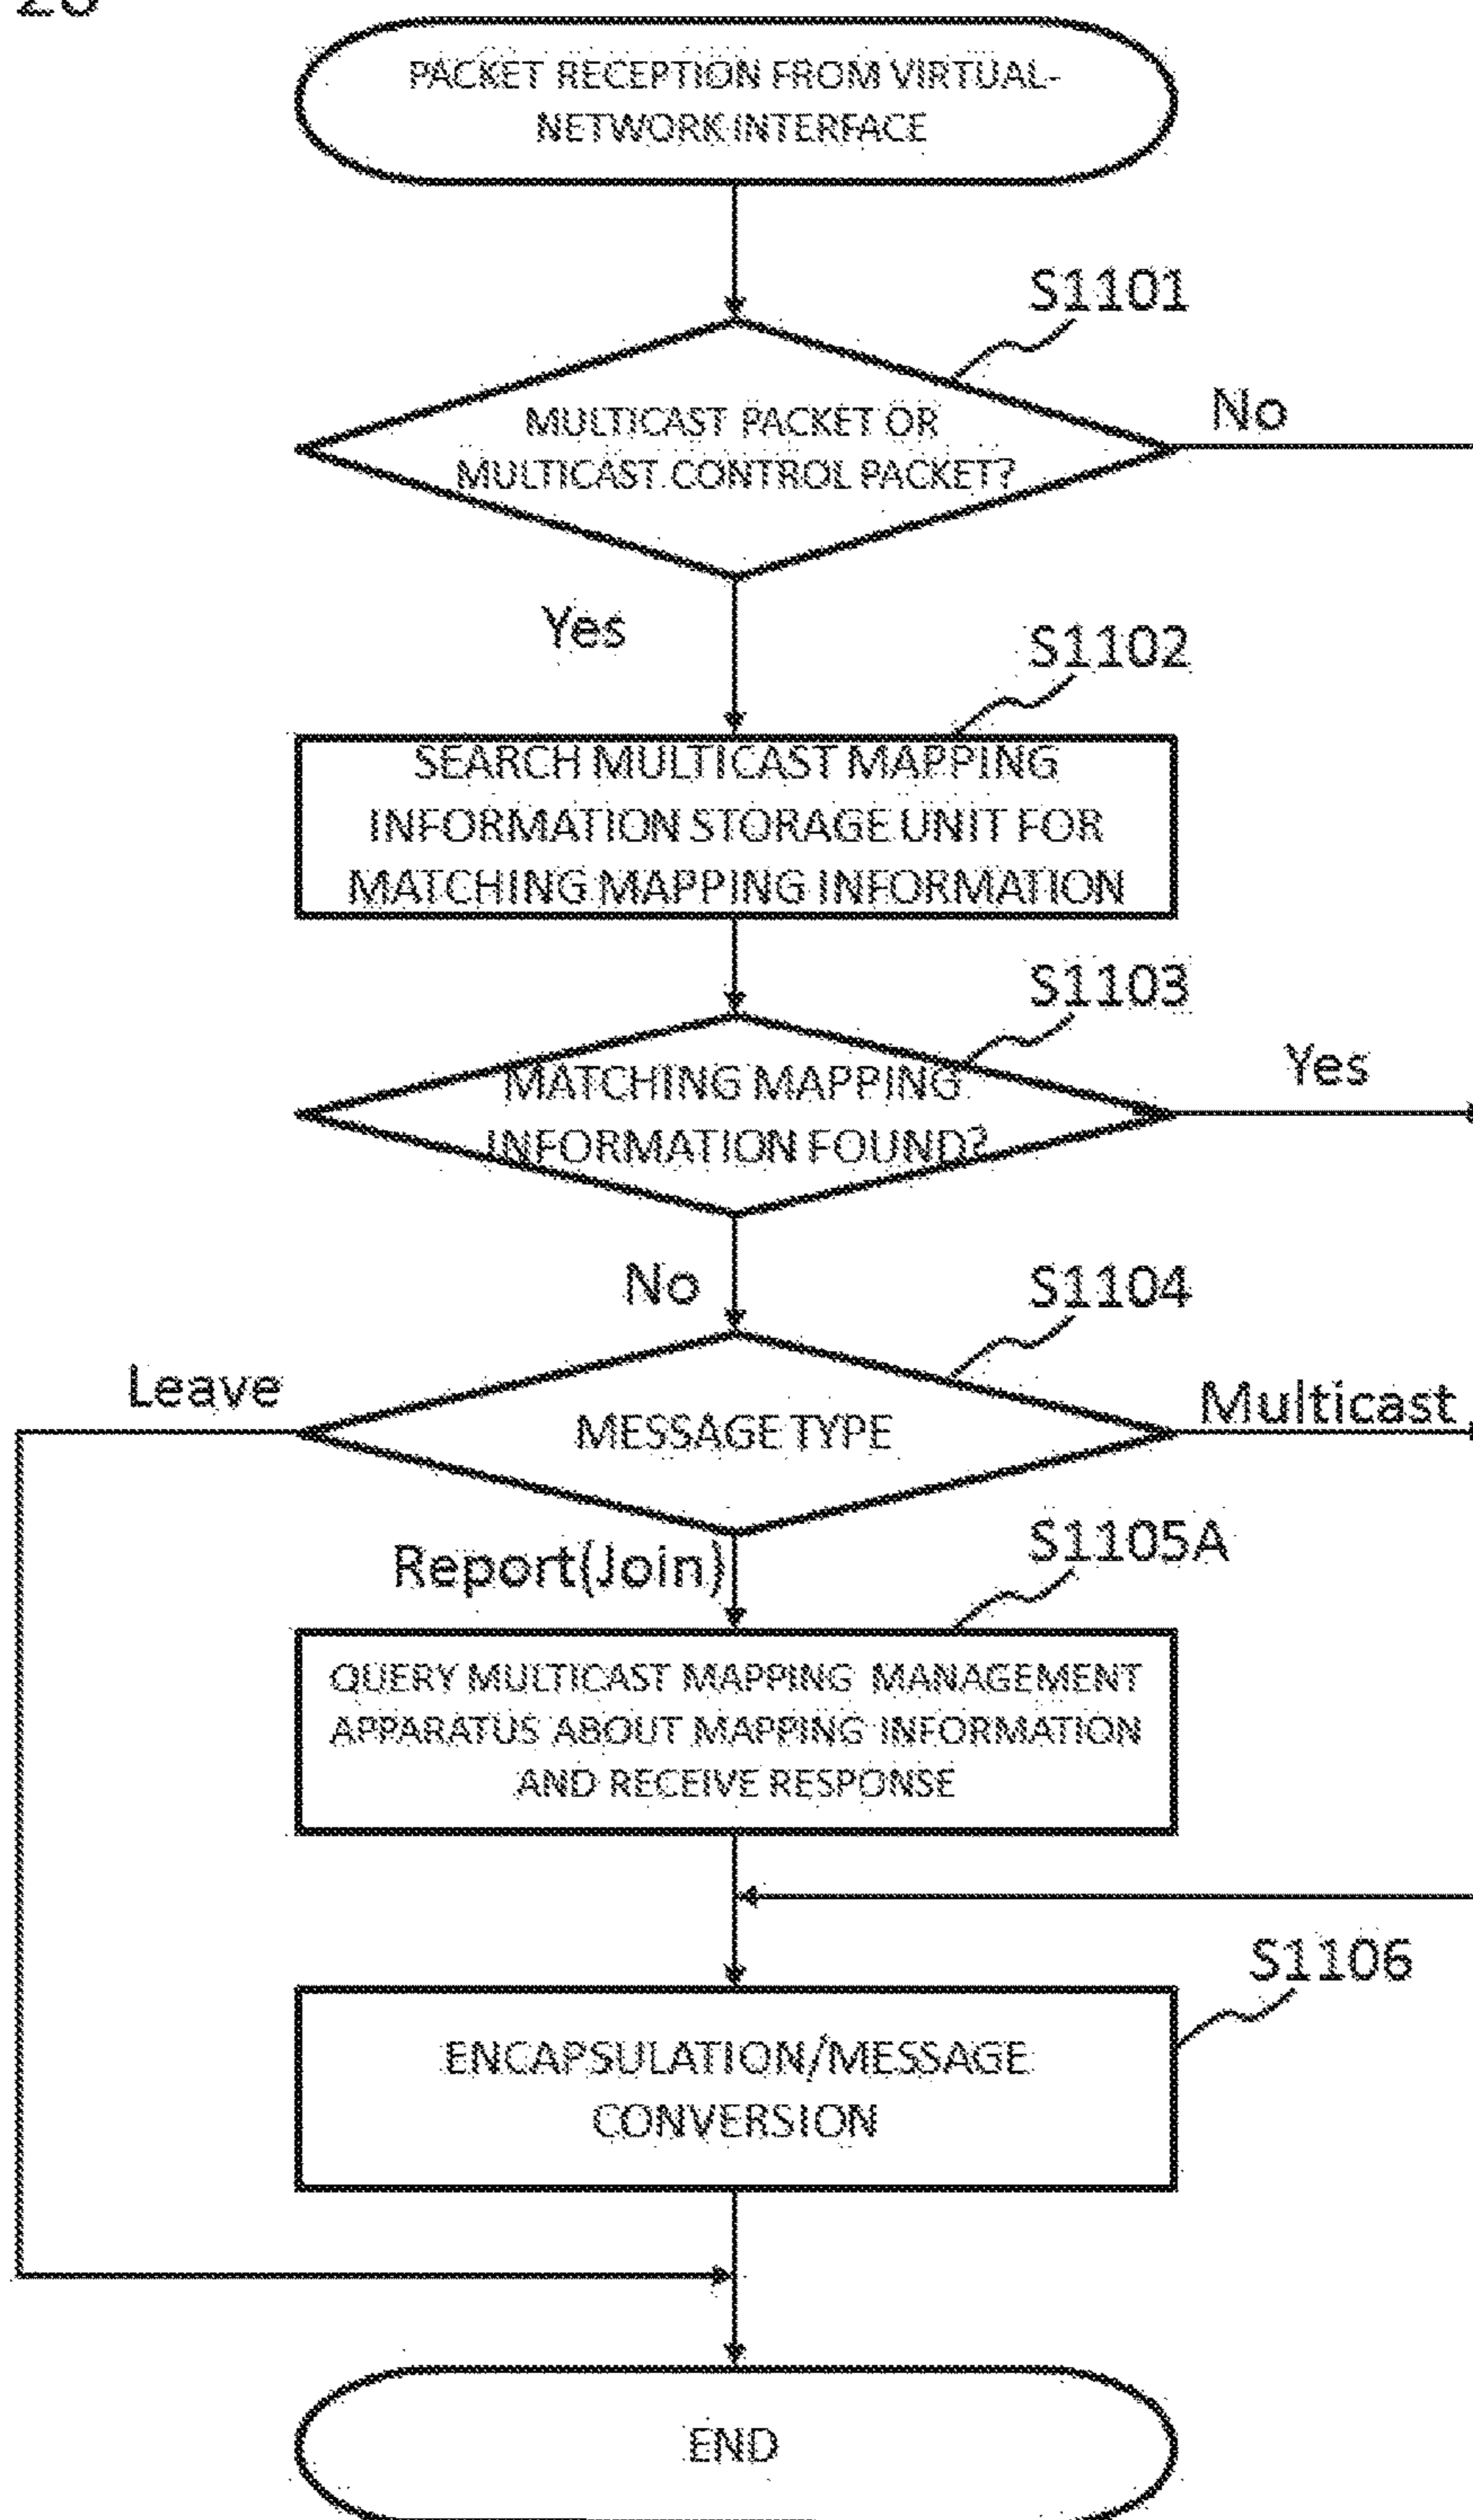 PACKET RECEPTION FROM VIRTUAL-
NETWORK INTERFACE
S1101
MULTICAST PACKET OR
MULTICAST CONTROL PACKET?
No
Yes
S1102
SEARCH MULTICAST MAPPING
INFORMATION STORAGE UNIT FOR
MATCHING MAPPING INFORMATION
S1103
MATCHING MAPPING
INFORMATION FOUND?
Yes
No
S1104
Leave
MESSAGE TYPE
Multicast
Report(Join)
S1105A
QUERY MULTICAST MAPPING MANAGEMENT
APPARATUS ABOUT MAPPING INFORMATION
AND RECEIVE RESPONSE
S1106
ENCAPSULATION/MESSAGE
CONVERSION
END